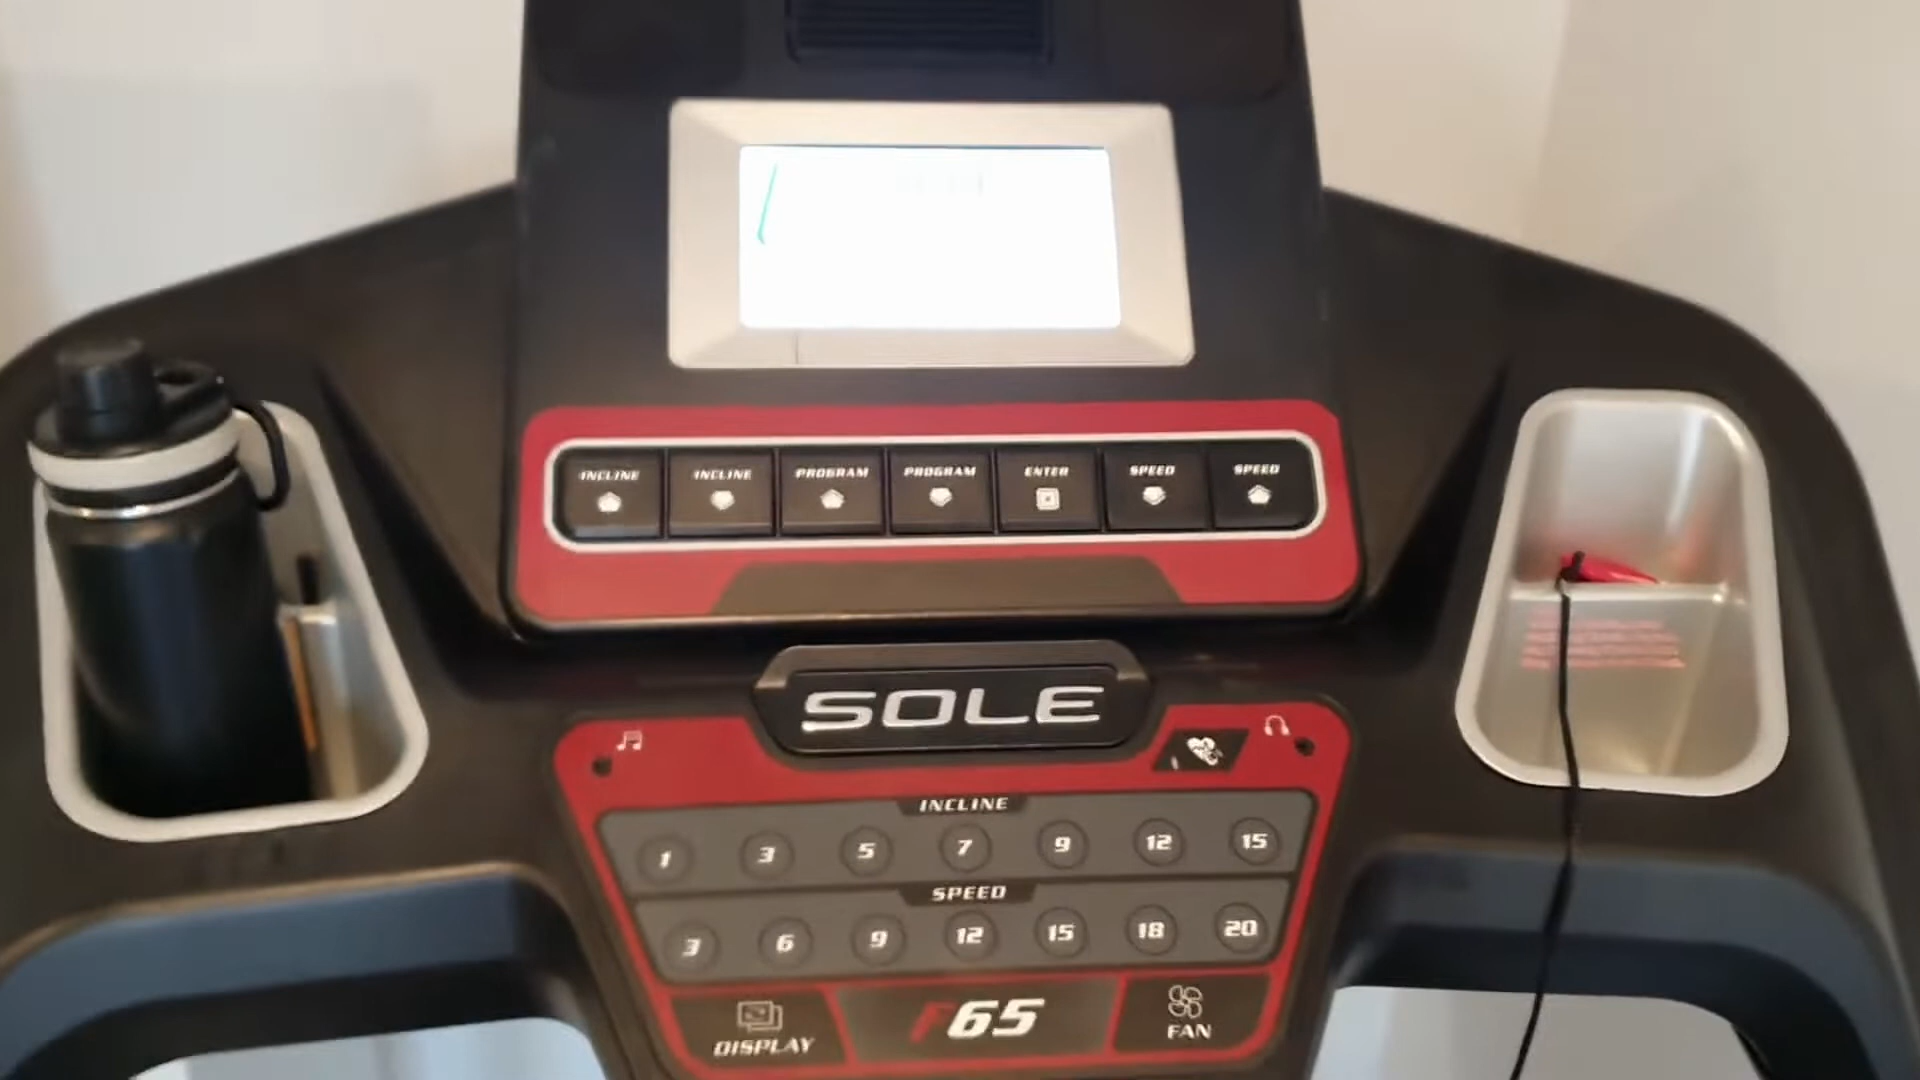 INCLINE INCLINE PROGRAM PROGRAM ENTER SPEED SPEED
SOLE
INCLINE
1 3 5 7 9 12 15
SPEED
3 6 9 12 15 18 20
DISPLAY F65 FAN